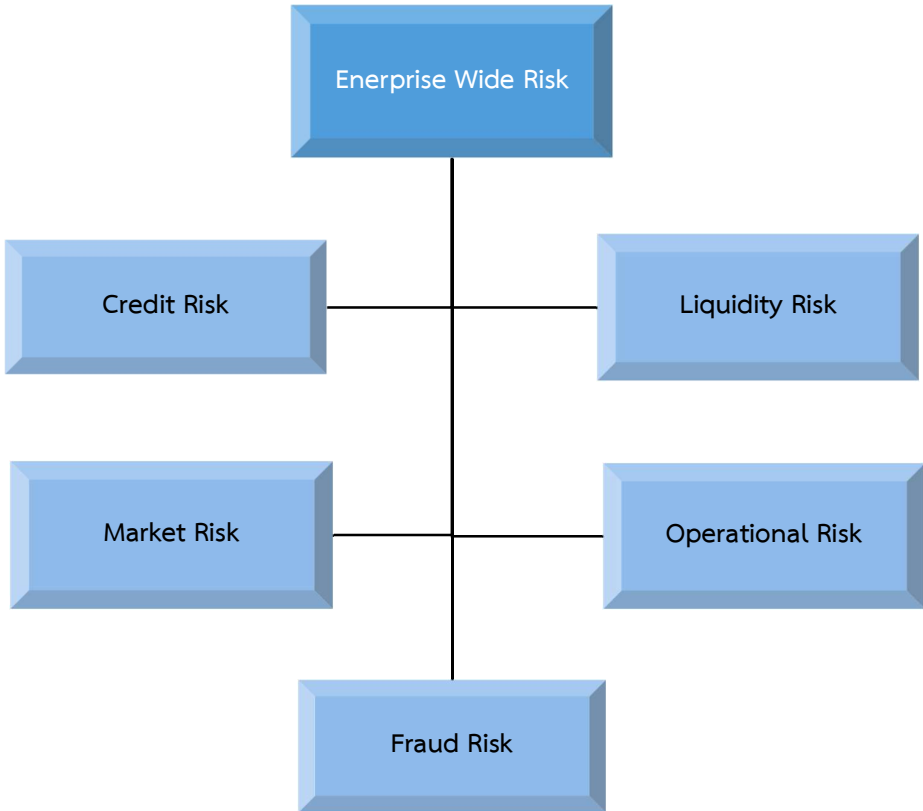 Enerprise Wide Risk
Credit Risk
Liquidity Risk
Market Risk
Operational Risk
Fraud Risk